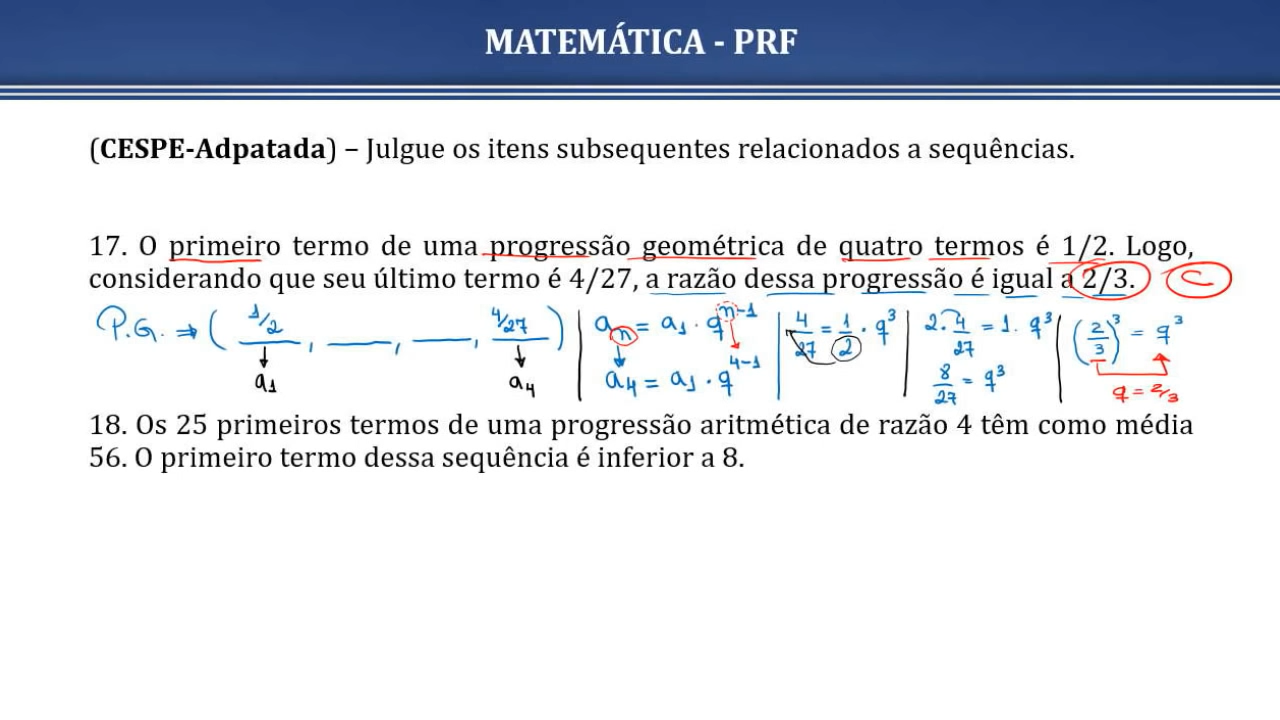 MATEMÁTICA - PRF
(CESPE-Adpatada) – Julgue os itens subsequentes relacionados a sequências.
17. O primeiro termo de uma progressão geométrica de quatro termos é 1/2. Logo,
considerando que seu último termo é 4/27, a razão dessa progressão é igual a 2/3. C
P.G. ⇒ ( 1/2 , ___ , ___ , 4/27 )
a1 a4
an = a1 · q^n-1
a4 = a1 · q^4-1
4/27 = 1/2 · q^3
2 · 4/27 = 1 · q^3
8/27 = q^3
(2/3)^3 = q^3
q = 2/3
18. Os 25 primeiros termos de uma progressão aritmética de razão 4 têm como média
56. O primeiro termo dessa sequência é inferior a 8.